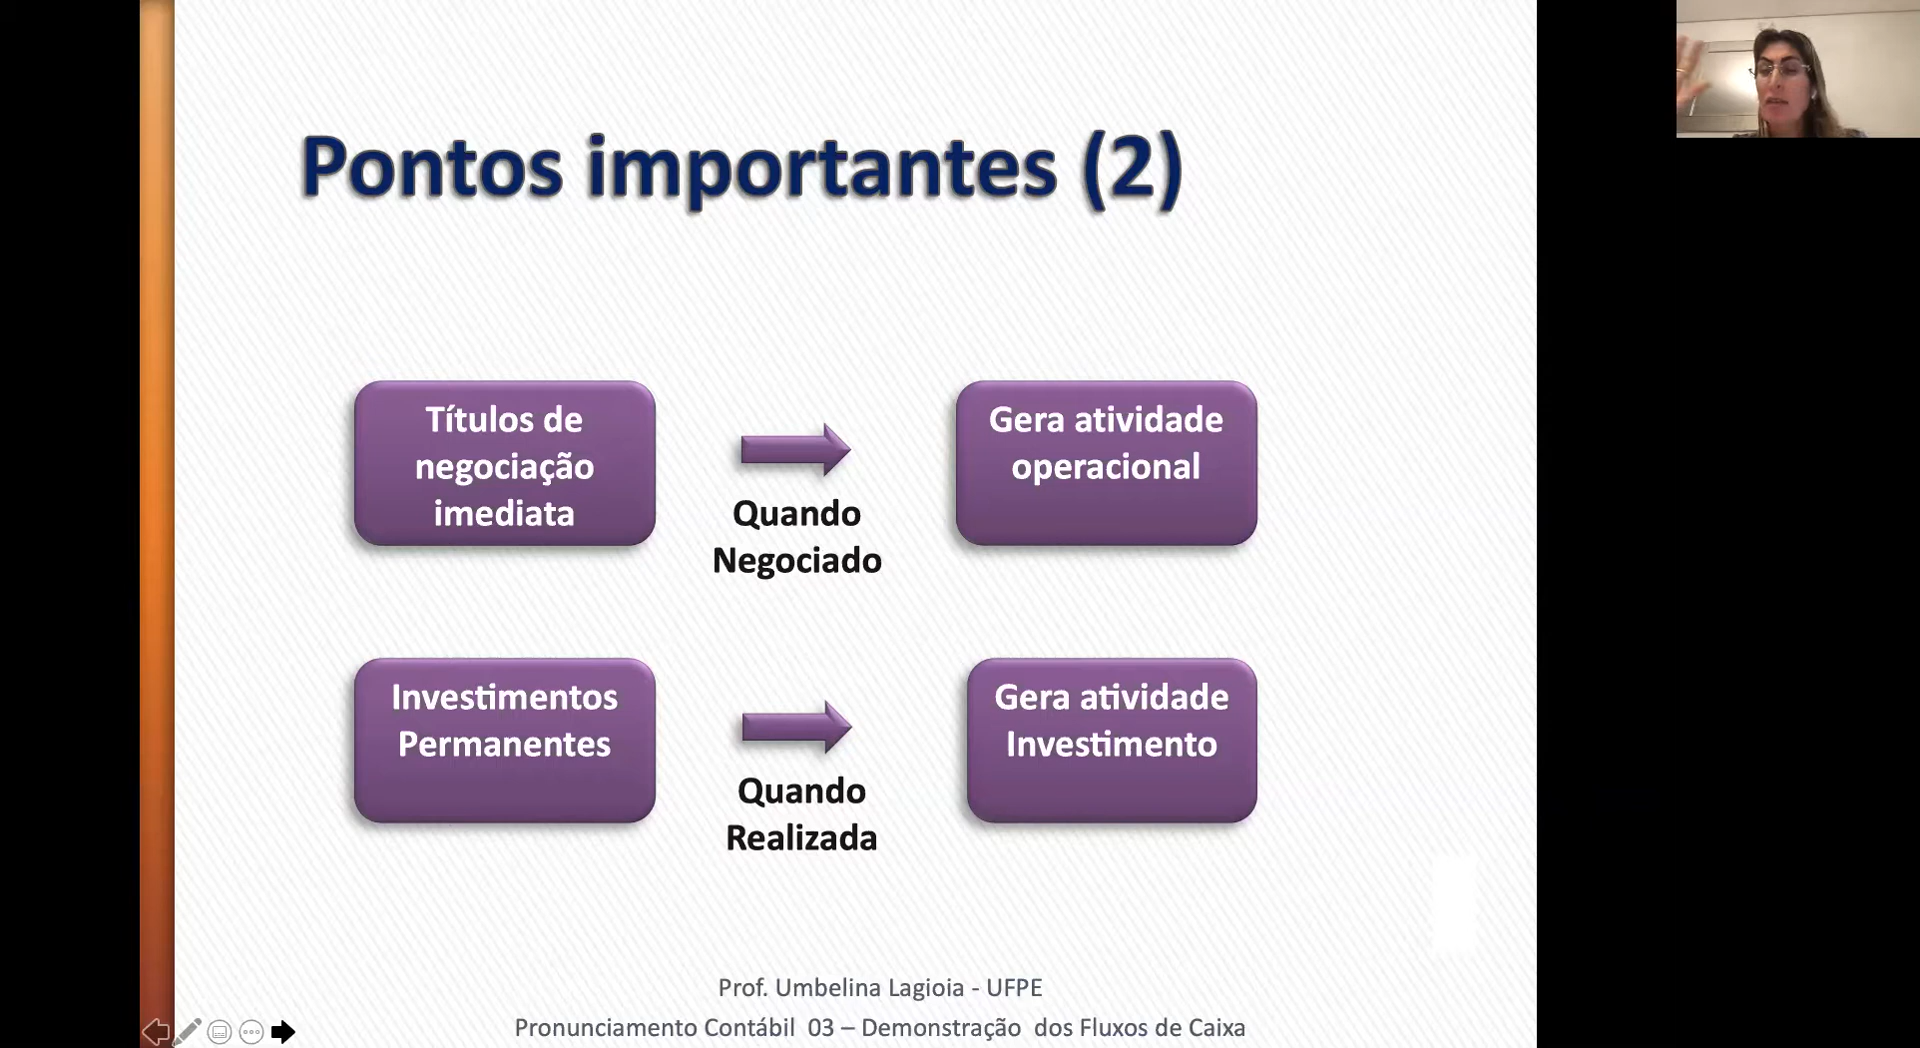 Pontos importantes (2)
Títulos de
negociação
imediata
Quando
Negociado
Gera atividade
operacional
Investimentos
Permanentes
Quando
Realizada
Gera atividade
Investimento
Prof. Umbelina Lagioia - UFPE
Pronunciamento Contábil 03 – Demonstração dos Fluxos de Caixa